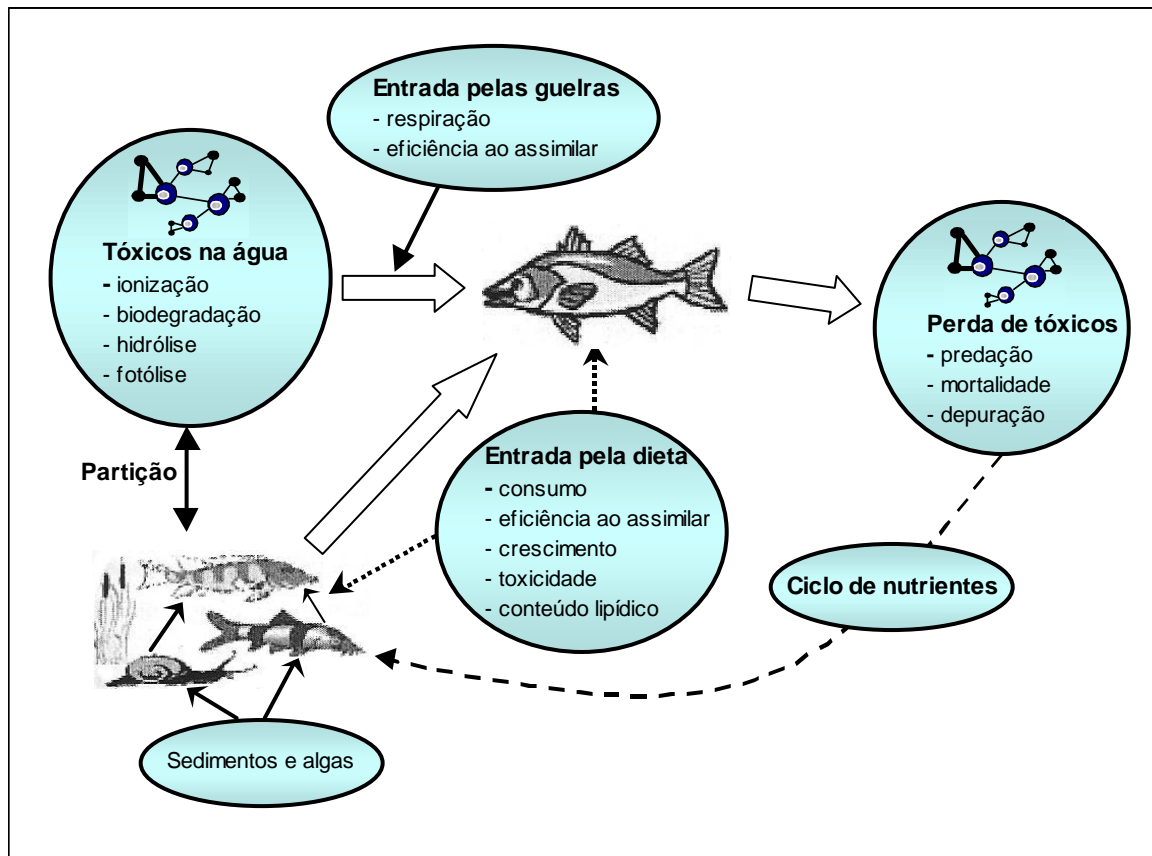 Entrada pelas guelras
- respiração
- eficiência ao assimilar
Tóxicos na água
- ionização
- biodegradação
- hidrólise
- fotólise
Perda de tóxicos
- predação
- mortalidade
- depuração
Partição
Entrada pela dieta
- consumo
- eficiência ao assimilar
- crescimento
- toxicidade
- conteúdo lipídico
Ciclo de nutrientes
Sedimentos e algas